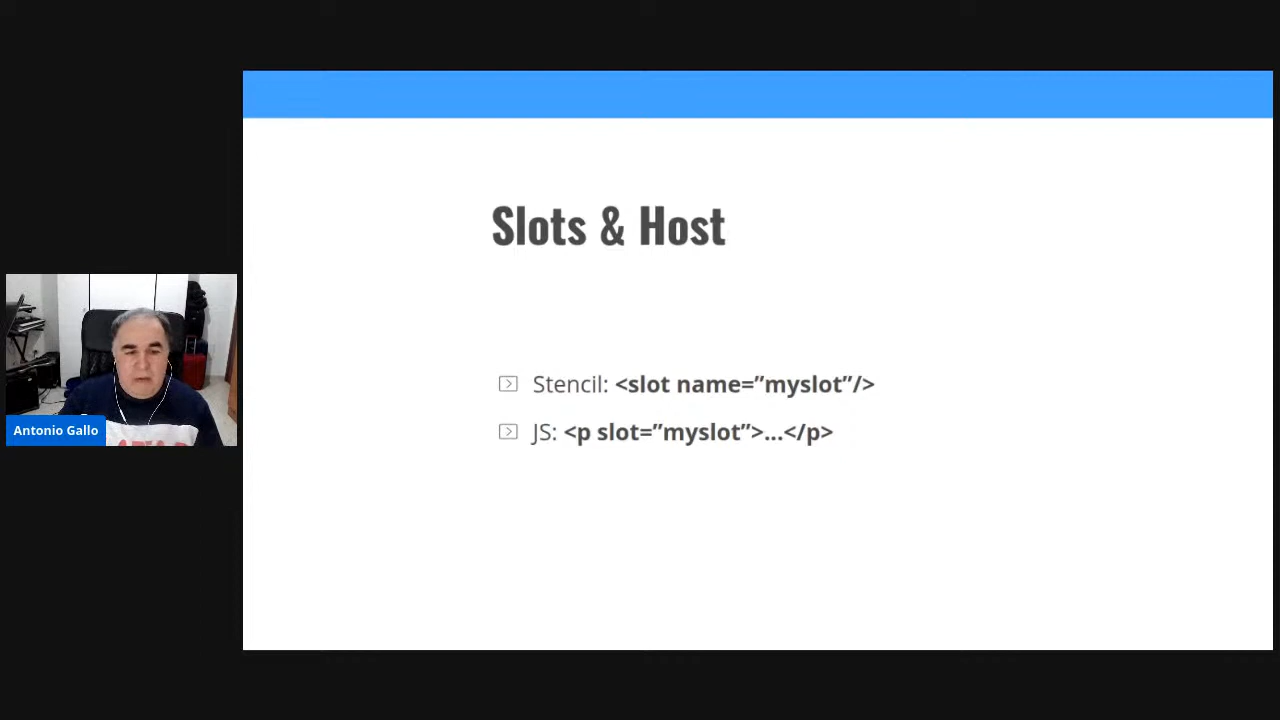 Slots & Host
Stencil: <slot name=”myslot”/>
JS: <p slot=”myslot”>...</p>
Antonio Gallo